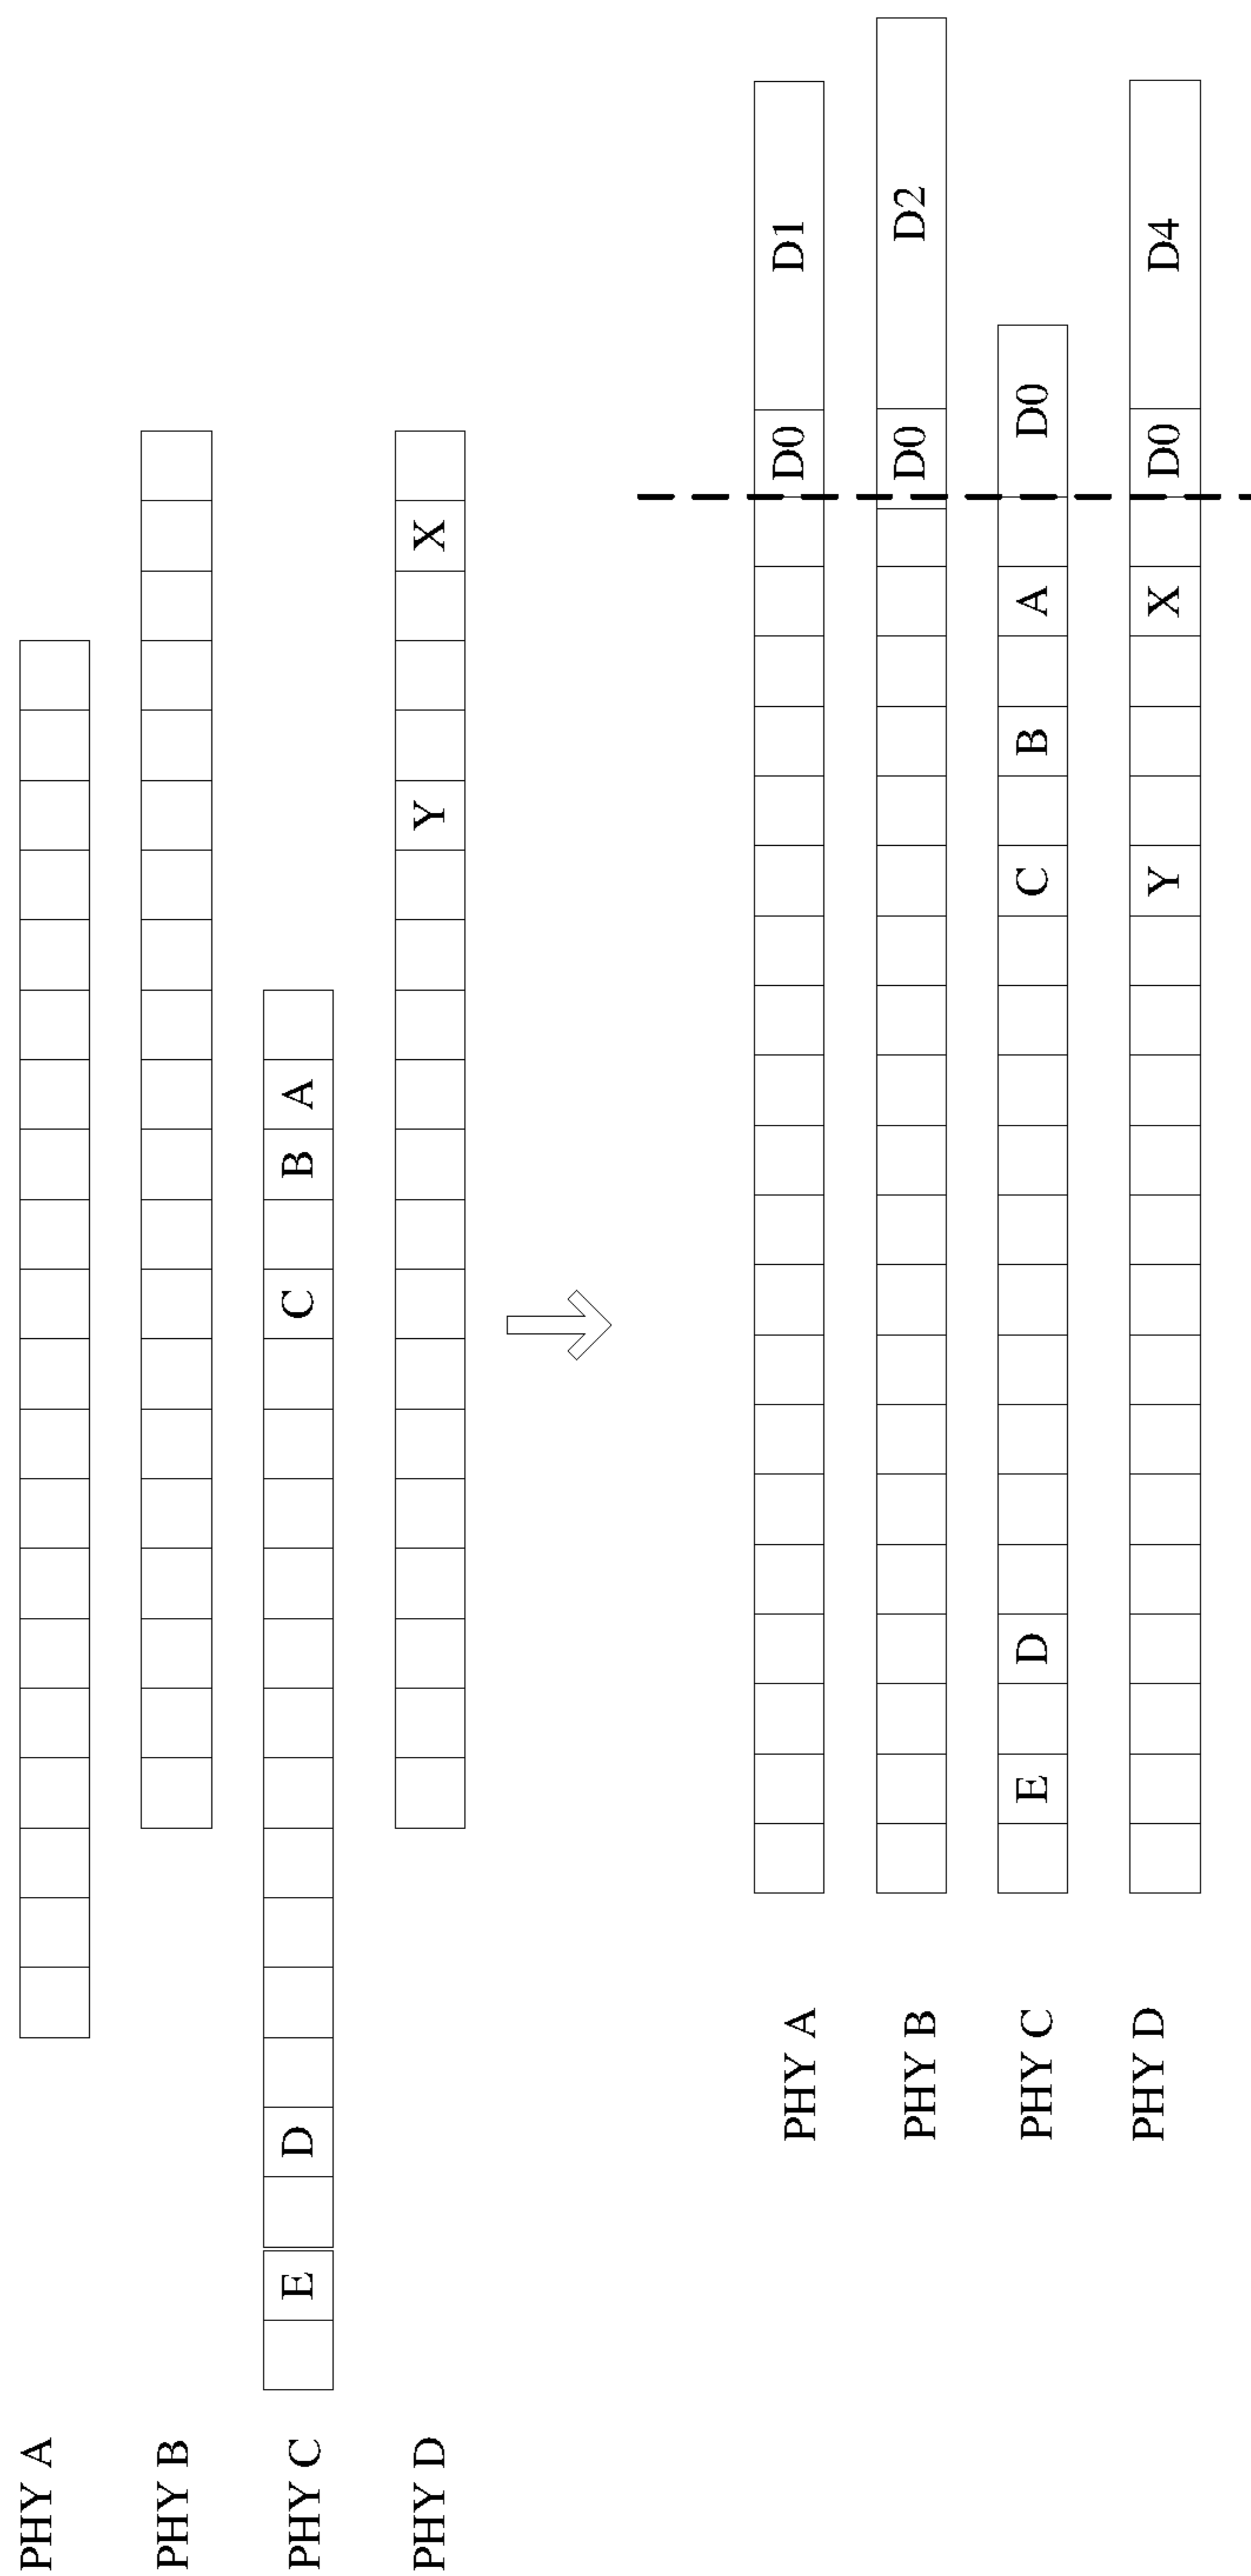 PHY A
PHY B
PHY C E D C B A
PHY D Y X
PHY A D0 D1
PHY B D0 D2
PHY C E D C B A D0
PHY D Y X D0 D4